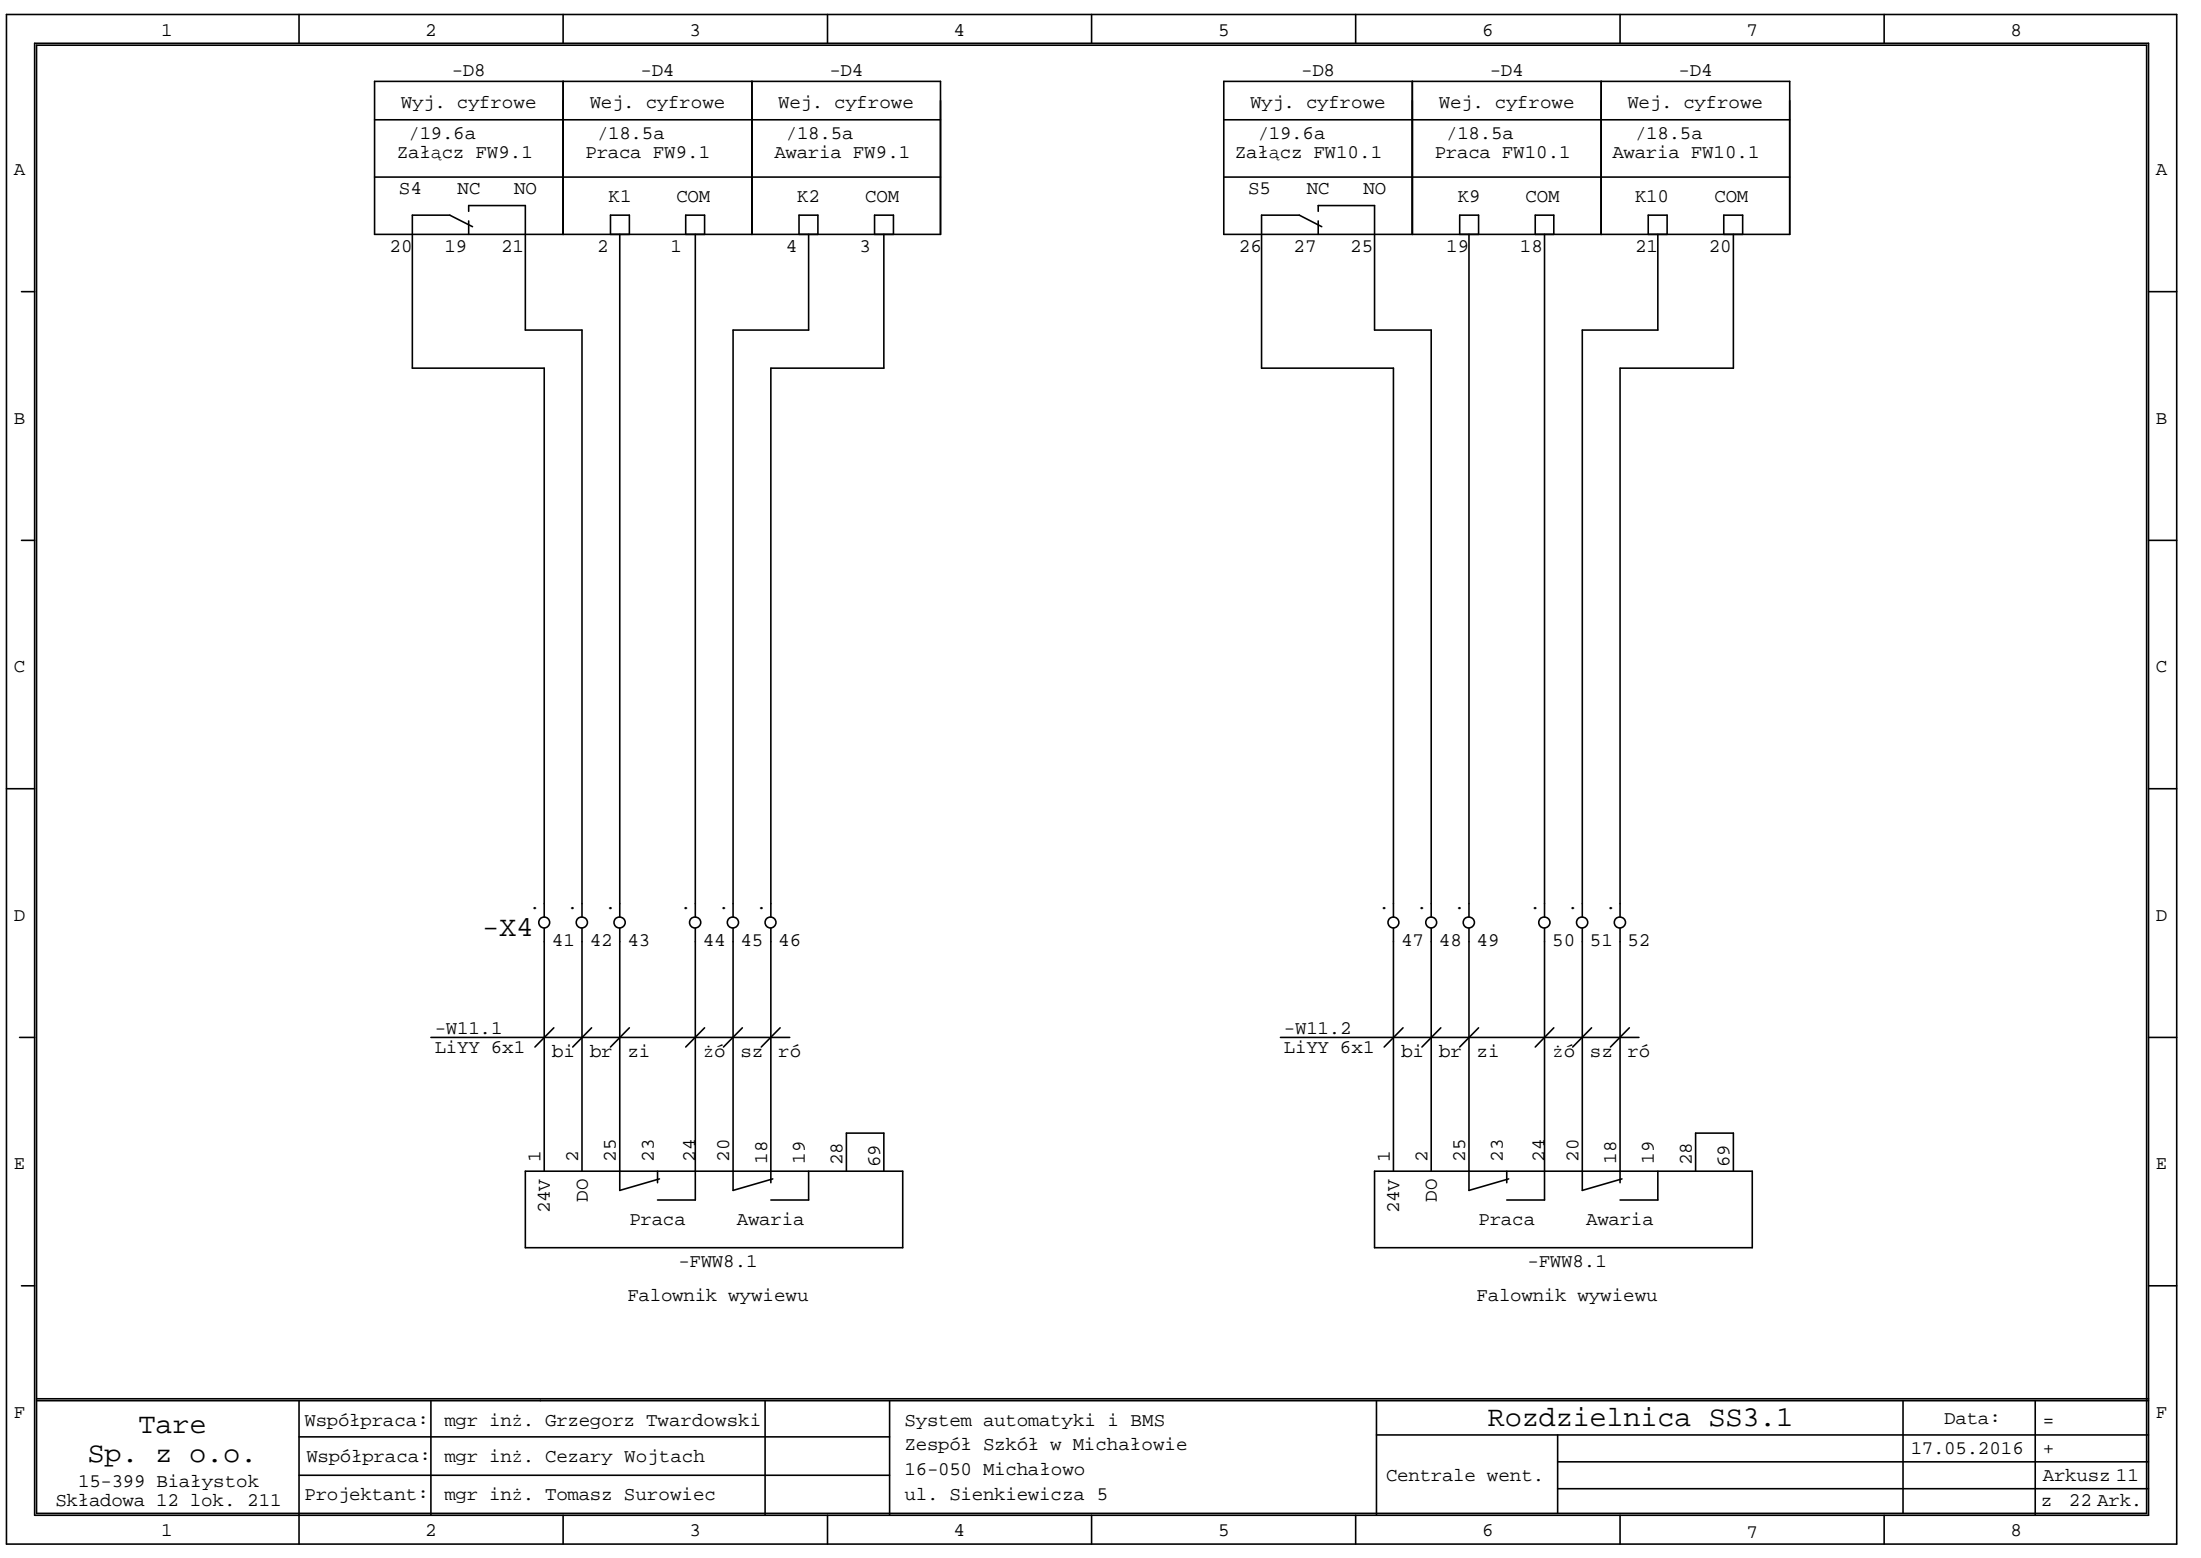 1 2 3 4 5 6 7 8
-D8 -D4 -D4 -D8 -D4 -D4
Wyj. cyfrowe Wej. cyfrowe Wej. cyfrowe Wyj. cyfrowe Wej. cyfrowe Wej. cyfrowe
/19.6a /18.5a /18.5a /19.6a /18.5a /18.5a
Załącz FW9.1 Praca FW9.1 Awaria FW9.1 Załącz FW10.1 Praca FW10.1 Awaria FW10.1
A A
S4 NC NO K1 COM K2 COM S5 NC NO K9 COM K10 COM
20 19 21 2 1 4 3 26 27 25 19 18 21 20
B B
C C
D D
-X4 41 42 43 44 45 46 47 48 49 50 51 52
-W11.1 -W11.2
LiYY 6x1 bi br zi żó sz ró LiYY 6x1 bi br zi żó sz ró
E E
1 2 25 23 24 20 18 19 28 69 1 2 25 23 24 20 18 19 28 69
24V DO 24V DO
Praca Awaria Praca Awaria
-FWW8.1 -FWW8.1
Falownik wywiewu Falownik wywiewu
F F
Tare
Sp. z o.o.
15-399 Białystok
Składowa 12 lok. 211
Współpraca: mgr inż. Grzegorz Twardowski
Współpraca: mgr inż. Cezary Wojtach
Projektant: mgr inż. Tomasz Surowiec
System automatyki i BMS
Zespół Szkół w Michałowie
16-050 Michałowo
ul. Sienkiewicza 5
Rozdzielnica SS3.1
Centrale went.
Data: =
17.05.2016 +
Arkusz 11
z 22 Ark.
1 2 3 4 5 6 7 8